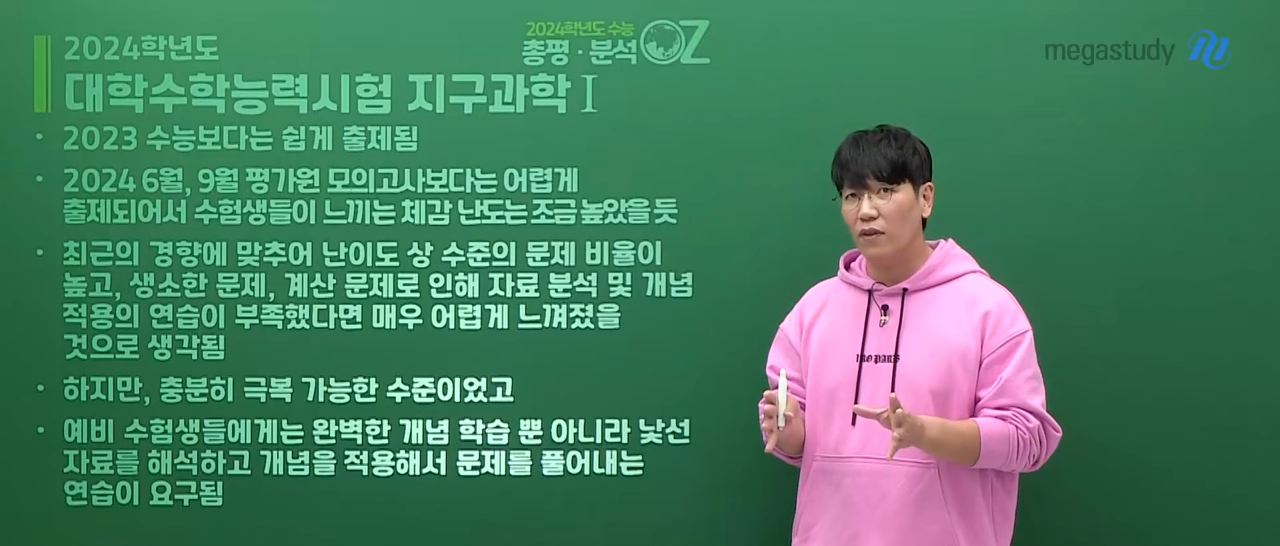 2024학년도
대학수학능력시험 지구과학 I
2024학년도 수능
총평·분석 OZ
megastudy
• 2023 수능보다는 쉽게 출제됨
• 2024 6월, 9월 평가원 모의고사보다는 어렵게
출제되어서 수험생들이 느끼는 체감 난도는 조금 높았을 듯
• 최근의 경향에 맞추어 난이도 상 수준의 문제 비율이
높고, 생소한 문제, 계산 문제로 인해 자료 분석 및 개념
적용의 연습이 부족했다면 매우 어렵게 느껴졌을
것으로 생각됨
• 하지만, 충분히 극복 가능한 수준이었고
• 예비 수험생들에게는 완벽한 개념 학습 뿐 아니라 낯선
자료를 해석하고 개념을 적용해서 문제를 풀어내는
연습이 요구됨